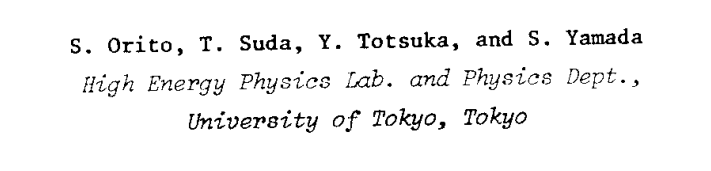 S. Orito, T. Suda, Y. Totsuka, and S. Yamada
High Energy Physics Lab. and Physics Dept.,
University of Tokyo, Tokyo